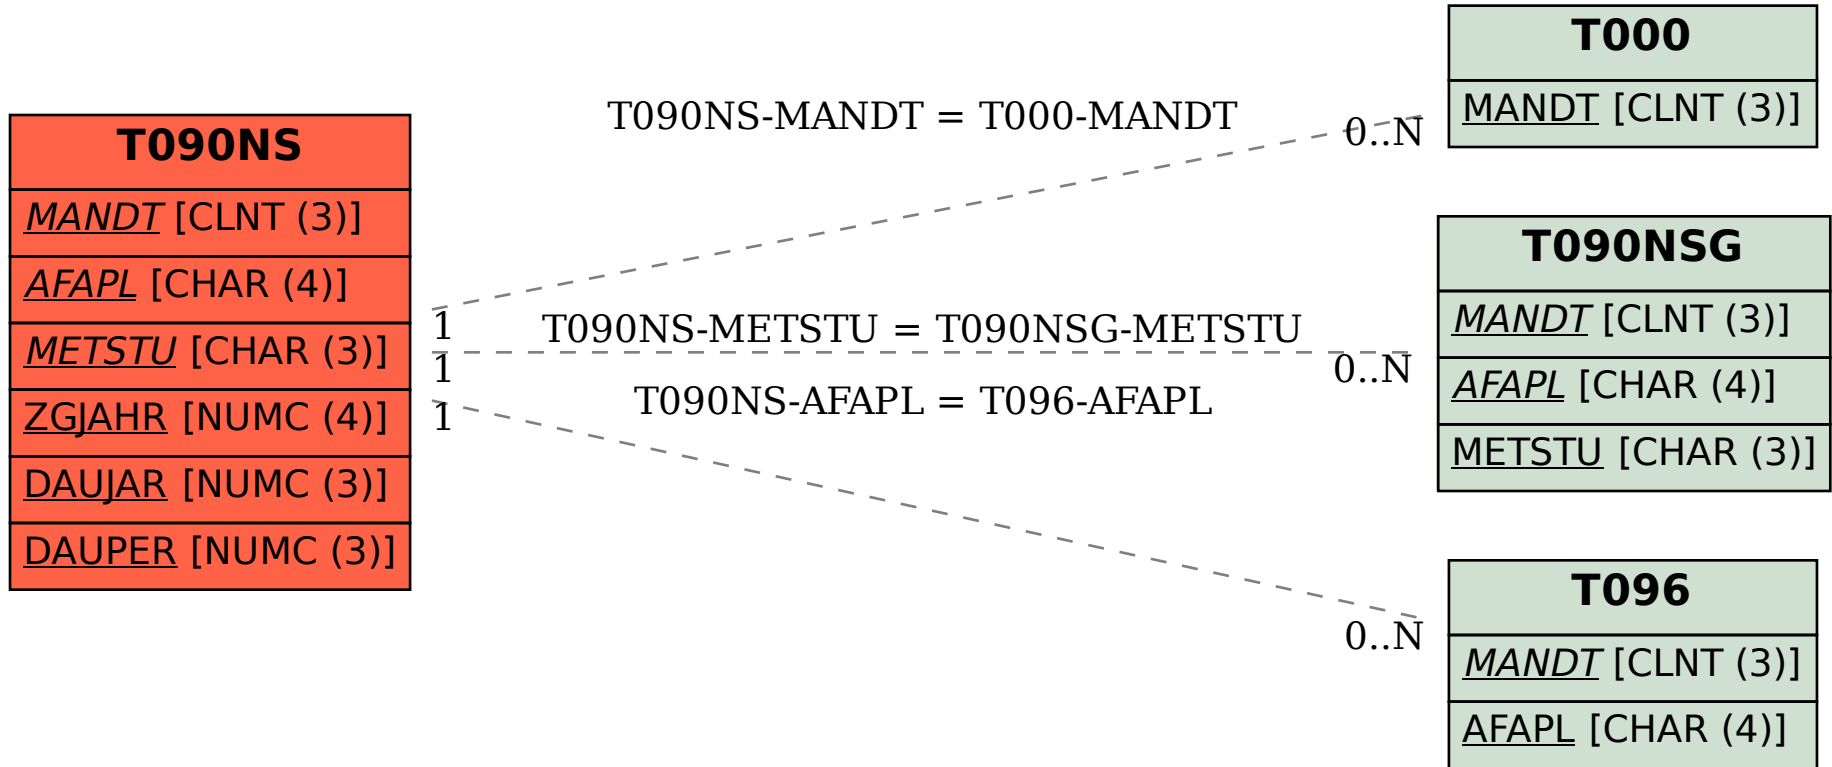 T090NS
MANDT [CLNT (3)]
AFAPL [CHAR (4)]
METSTU [CHAR (3)]
ZGJAHR [NUMC (4)]
DAUJAR [NUMC (3)]
DAUPER [NUMC (3)]
T090NS-MANDT = T000-MANDT
0..N
1
T090NS-METSTU = T090NSG-METSTU
1
0..N
T090NS-AFAPL = T096-AFAPL
1
0..N
T000
MANDT [CLNT (3)]
T090NSG
MANDT [CLNT (3)]
AFAPL [CHAR (4)]
METSTU [CHAR (3)]
T096
MANDT [CLNT (3)]
AFAPL [CHAR (4)]